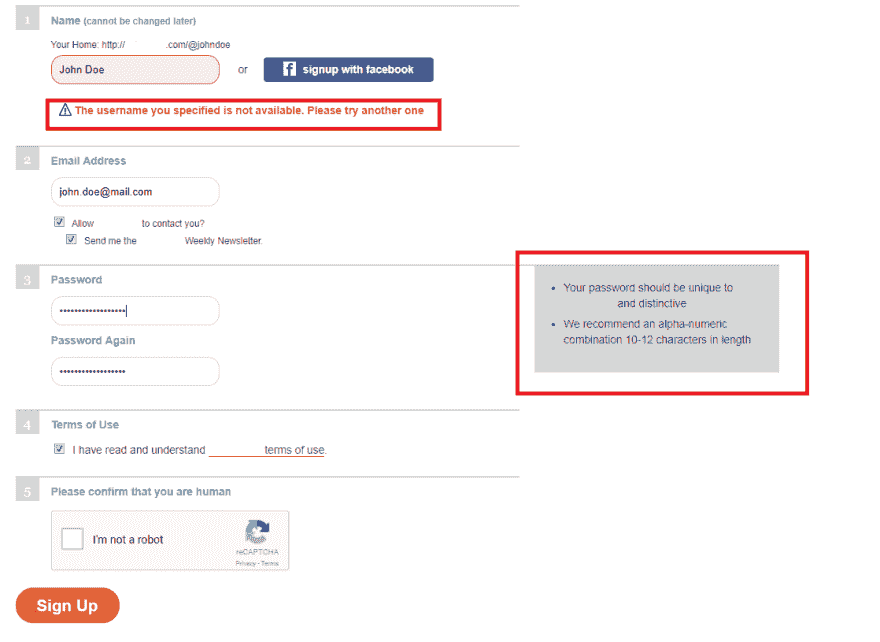 1 Name (cannot be changed later)
Your Home: http:// .com/@johndoe
John Doe or f signup with facebook
The username you specified is not available. Please try another one
2 Email Address
john.doe@mail.com
Allow to contact you?
Send me the Weekly Newsletter.
3 Password
Password Again
• Your password should be unique to
and distinctive
• We recommend an alpha-numeric
combination 10-12 characters in length
4 Terms of Use
I have read and understand terms of use.
5 Please confirm that you are human
I'm not a robot
reCAPTCHA
Privacy - Terms
Sign Up